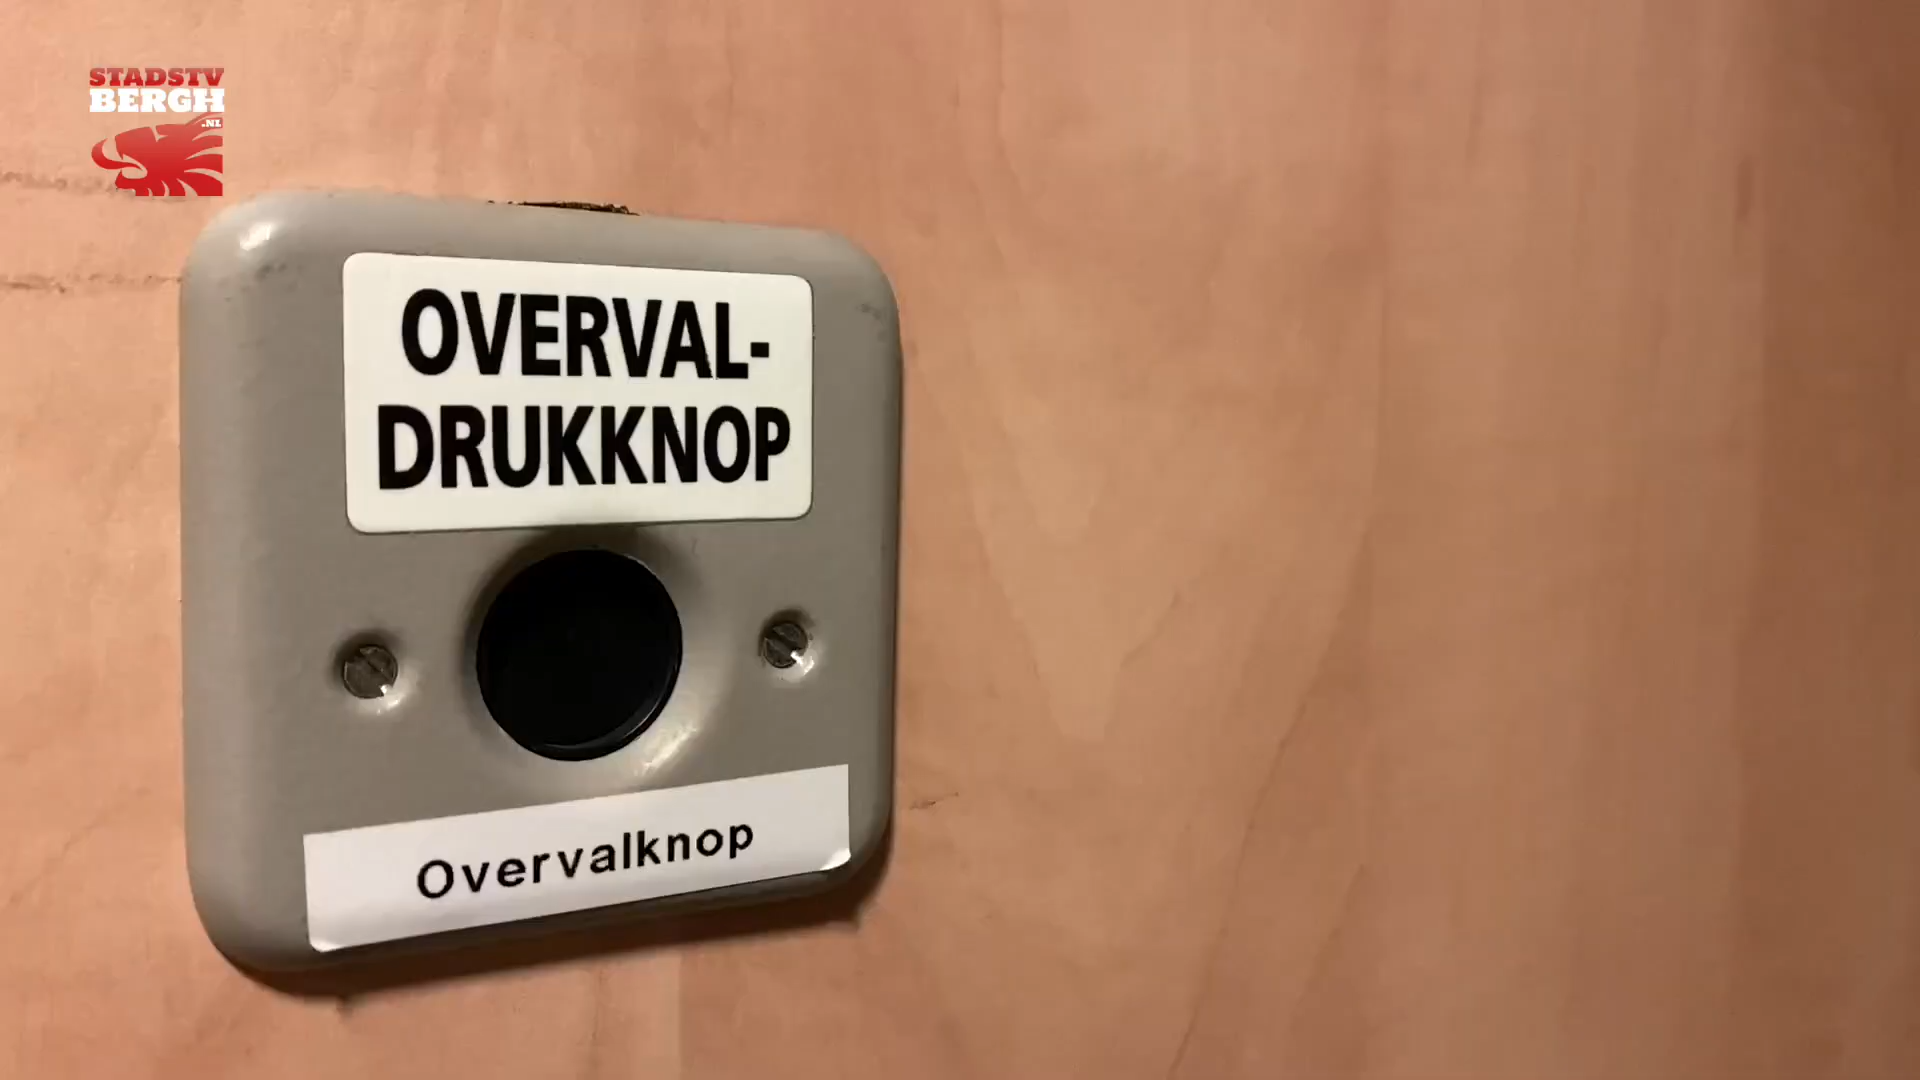 STADSTV
BERGH
.NL
OVERVAL-
DRUKKNOP
Overvalknop